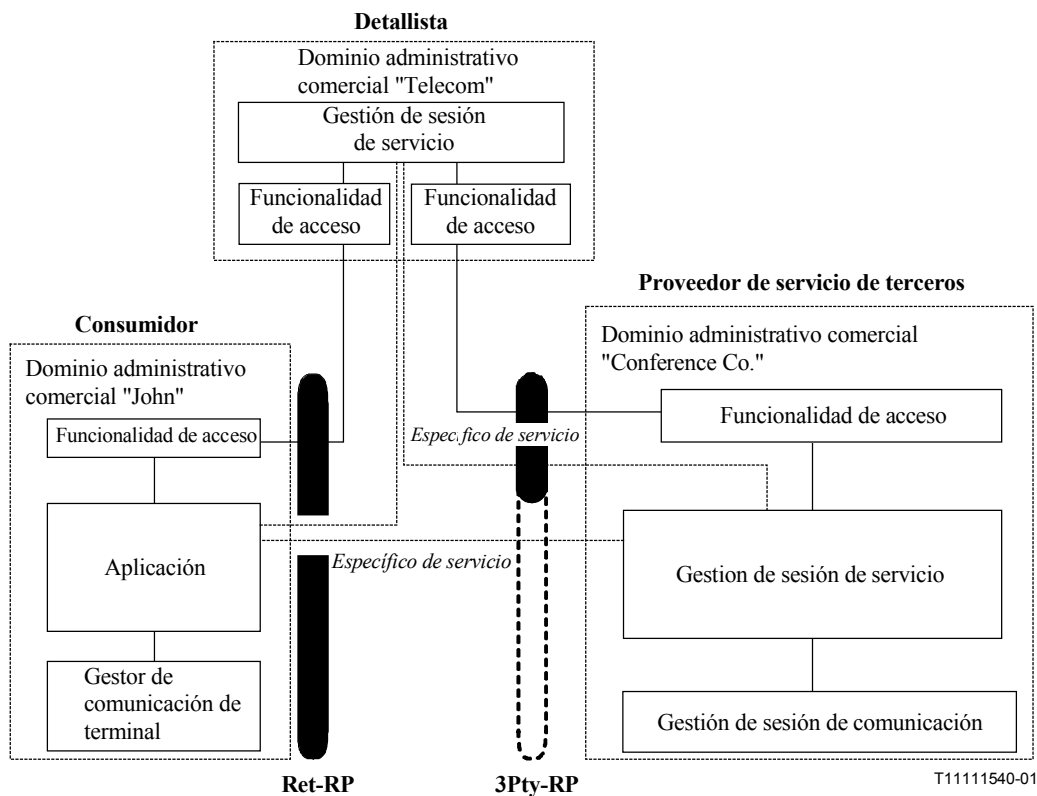 Detallista
Dominio administrativo
comercial "Telecom"
Gestión de sesión
de servicio
Funcionalidad
de acceso
Funcionalidad
de acceso
Proveedor de servicio de terceros
Dominio administrativo comercial
"Conference Co."
Funcionalidad de acceso
Gestion de sesión de servicio
Gestión de sesión de comunicación
Consumidor
Dominio administrativo
comercial "John"
Funcionalidad de acceso
Aplicación
Gestor de
comunicación de
terminal
Específico de servicio
Específico de servicio
Ret-RP
3Pty-RP
T11111540-01